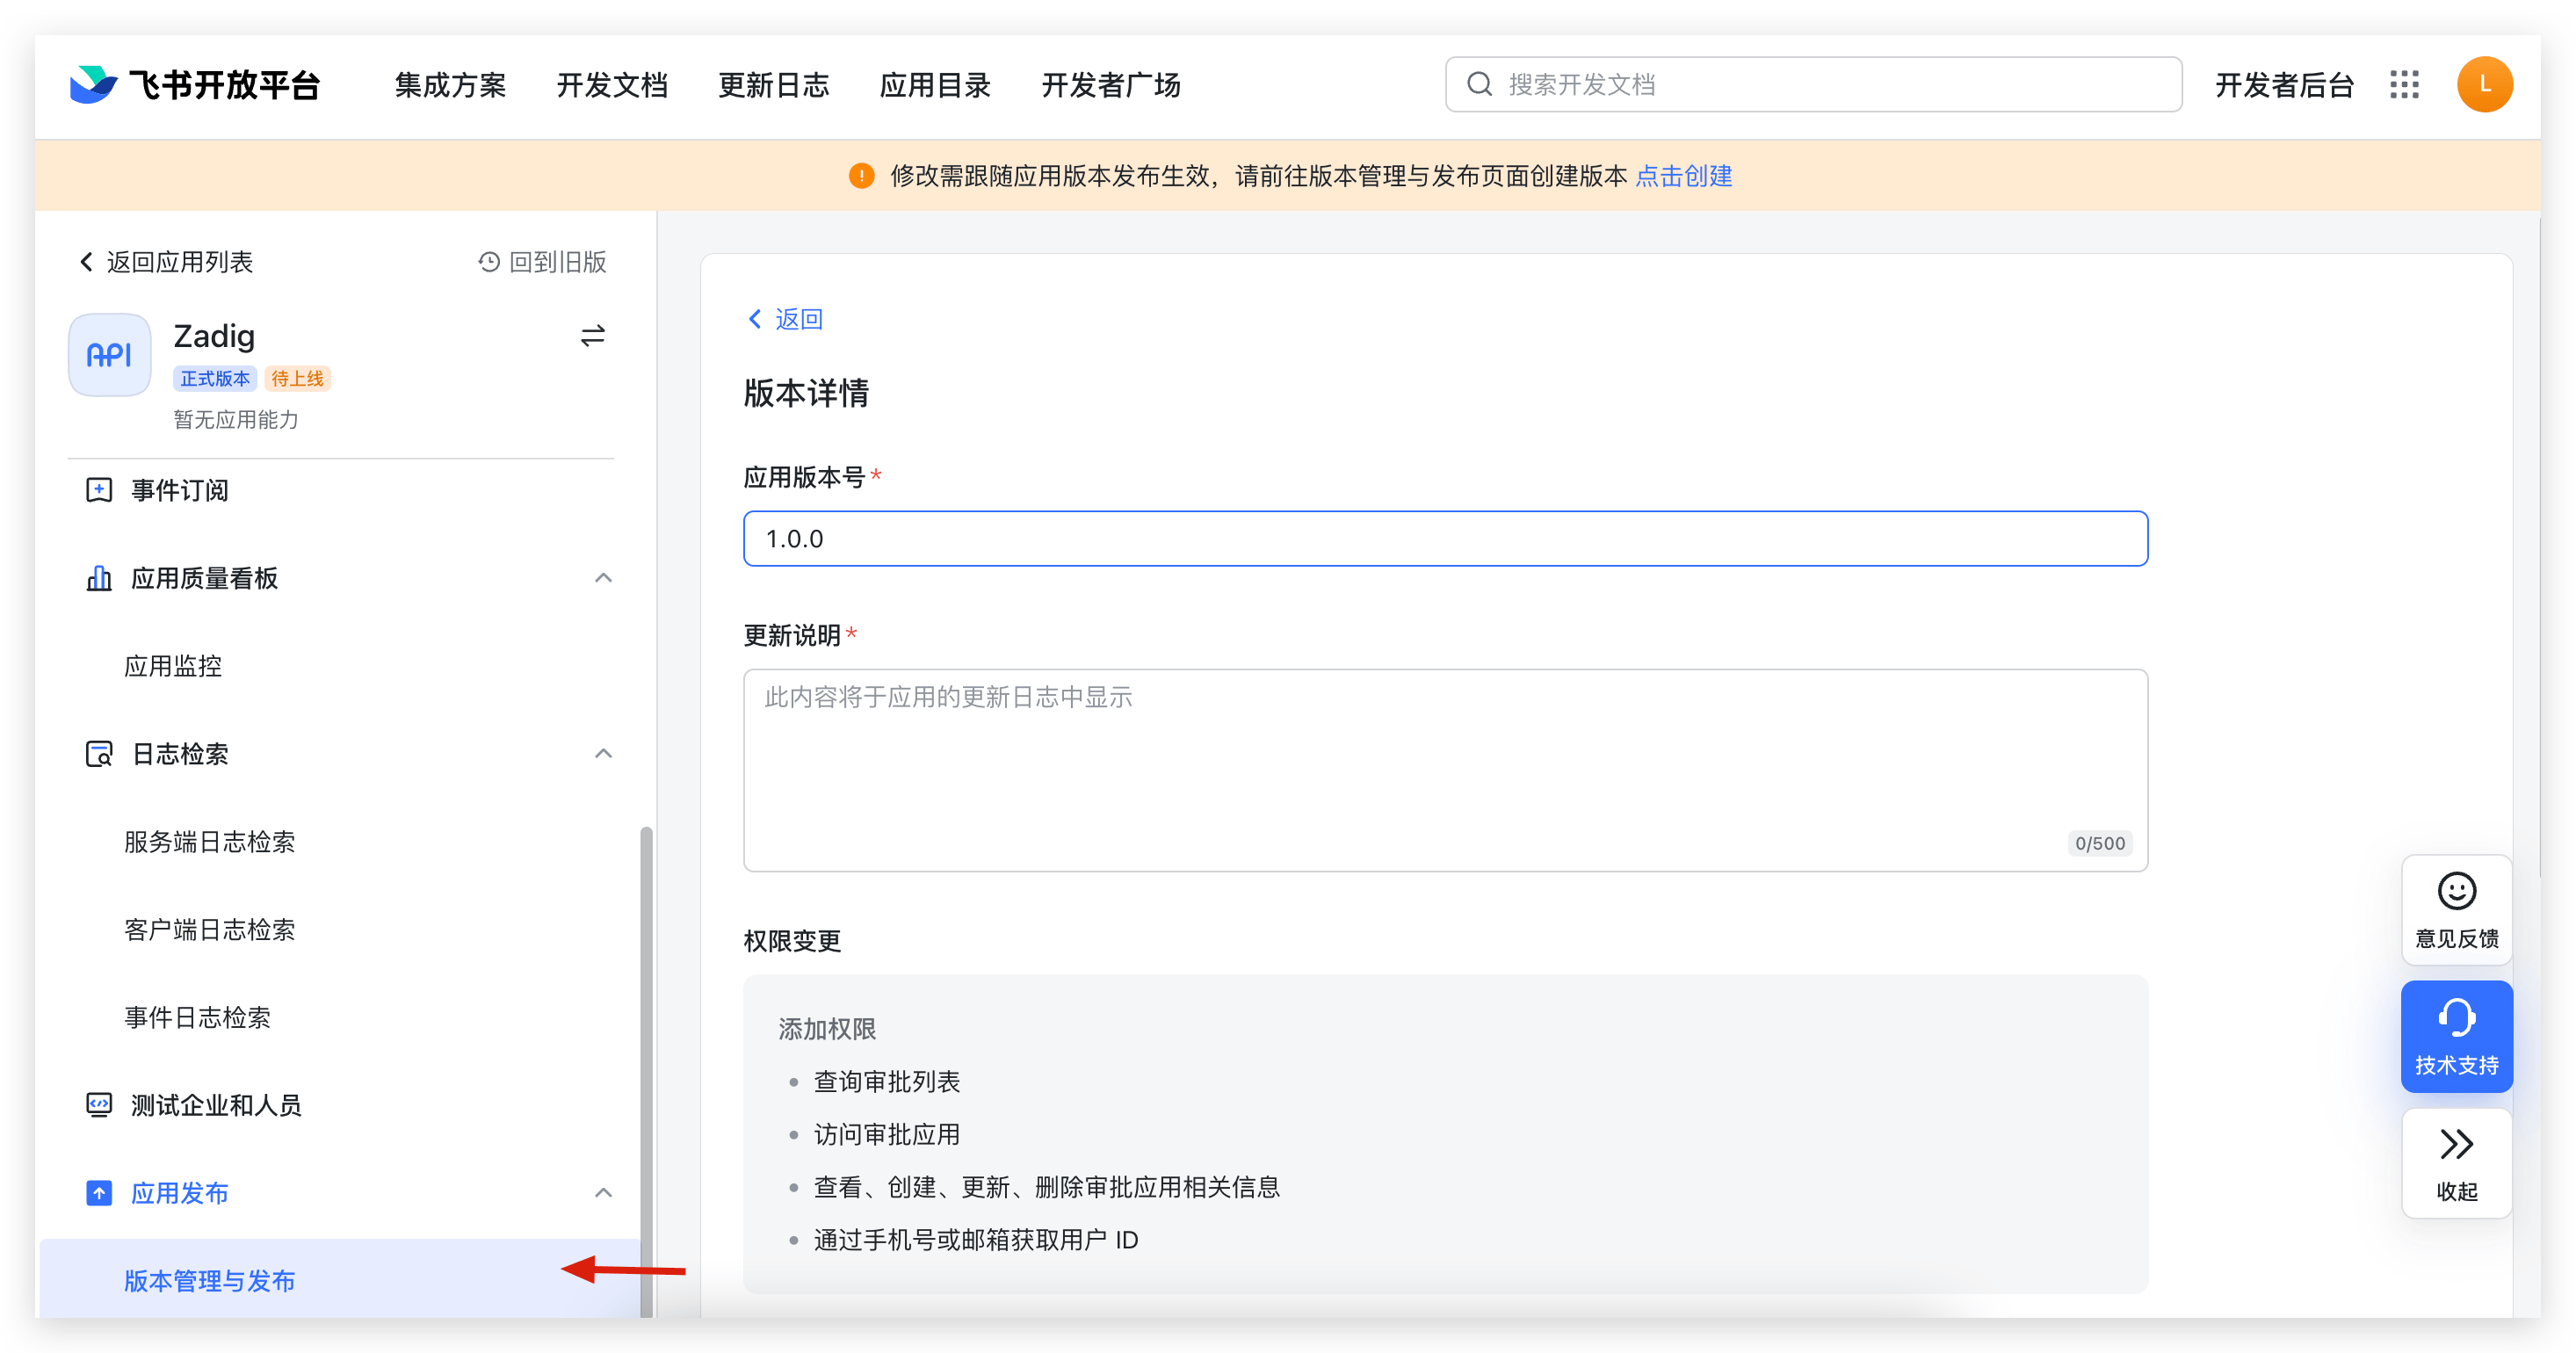 飞书开放平台 集成方案 开发文档 更新日志 应用目录 开发者广场 搜索开发文档 开发者后台 L
修改需跟随应用版本发布生效，请前往版本管理与发布页面创建版本 点击创建
返回应用列表 回到旧版
API
Zadig
正式版本 待上线
暂无应用能力
事件订阅
应用质量看板
应用监控
日志检索
服务端日志检索
客户端日志检索
事件日志检索
测试企业和人员
应用发布
版本管理与发布
返回
版本详情
应用版本号*
1.0.0
更新说明*
此内容将于应用的更新日志中显示
0/500
权限变更
添加权限
查询审批列表
访问审批应用
查看、创建、更新、删除审批应用相关信息
通过手机号或邮箱获取用户 ID
意见反馈
技术支持
收起